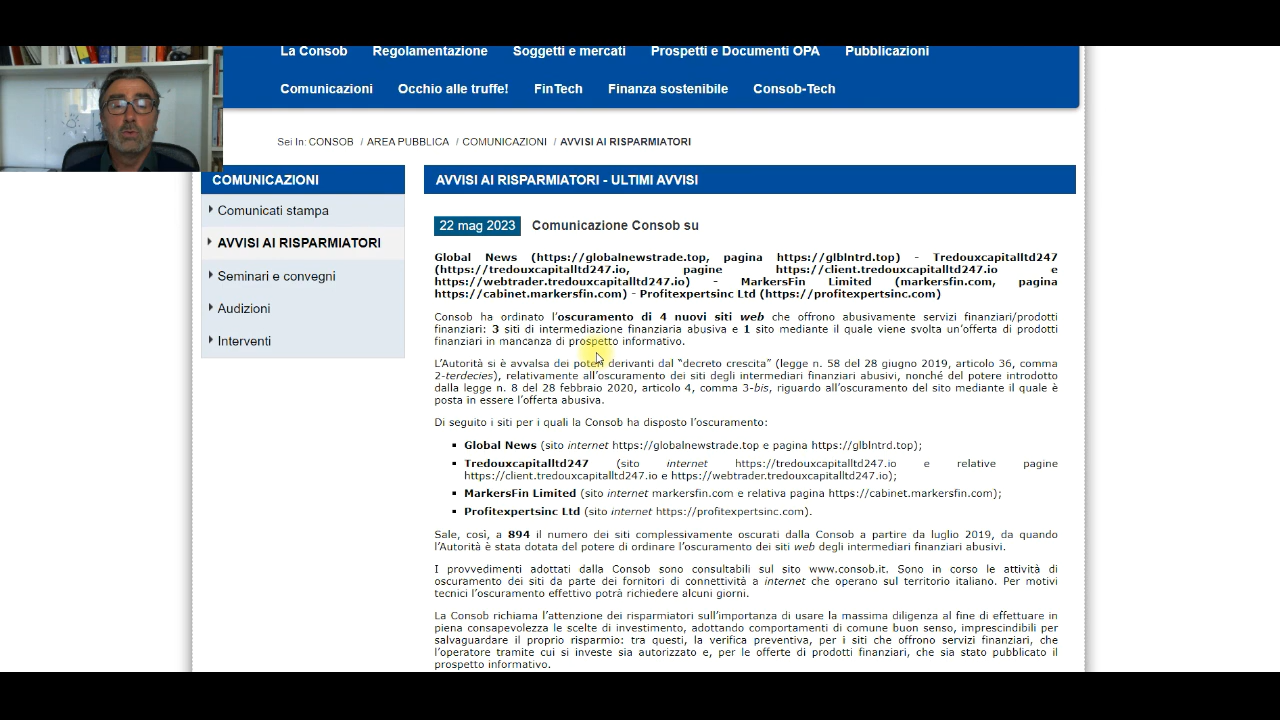 La Consob Regolamentazione Soggetti e mercati Prospetti e Documenti OPA Pubblicazioni
Comunicazioni Occhio alle truffe! FinTech Finanza sostenibile Consob-Tech
Sei In: CONSOB / AREA PUBBLICA / COMUNICAZIONI / AVVISI AI RISPARMIATORI
COMUNICAZIONI
Comunicati stampa
AVVISI AI RISPARMIATORI
Seminari e convegni
Audizioni
Interventi
AVVISI AI RISPARMIATORI - ULTIMI AVVISI
22 mag 2023 Comunicazione Consob su
Global News (https://globalnewstrade.top, pagina https://glblntrd.top) - Tredouxcapitalltd247
(https://tredouxcapitalltd247.io, pagine https://client.tredouxcapitalltd247.io e
https://webtrader.tredouxcapitalltd247.io) - MarkersFin Limited (markersfin.com, pagina
https://cabinet.markersfin.com) - Profitexpertsinc Ltd (https://profitexpertsinc.com)
Consob ha ordinato l'oscuramento di 4 nuovi siti web che offrono abusivamente servizi finanziari/prodotti
finanziari: 3 siti di intermediazione finanziaria abusiva e 1 sito mediante il quale viene svolta un'offerta di prodotti
finanziari in mancanza di prospetto informativo.
L'Autorità si è avvalsa dei poteri derivanti dal "decreto crescita" (legge n. 58 del 28 giugno 2019, articolo 36, comma
2-terdecies), relativamente all'oscuramento dei siti degli intermediari finanziari abusivi, nonché del potere introdotto
dalla legge n. 8 del 28 febbraio 2020, articolo 4, comma 3-bis, riguardo all'oscuramento del sito mediante il quale è
posta in essere l'offerta abusiva.
Di seguito i siti per i quali la Consob ha disposto l'oscuramento:
▪ Global News (sito internet https://globalnewstrade.top e pagina https://glblntrd.top);
▪ Tredouxcapitalltd247 (sito internet https://tredouxcapitalltd247.io e relative pagine
https://client.tredouxcapitalltd247.io e https://webtrader.tredouxcapitalltd247.io);
▪ MarkersFin Limited (sito internet markersfin.com e relativa pagina https://cabinet.markersfin.com);
▪ Profitexpertsinc Ltd (sito internet https://profitexpertsinc.com).
Sale, così, a 894 il numero dei siti complessivamente oscurati dalla Consob a partire da luglio 2019, da quando
l'Autorità è stata dotata del potere di ordinare l'oscuramento dei siti web degli intermediari finanziari abusivi.
I provvedimenti adottati dalla Consob sono consultabili sul sito www.consob.it. Sono in corso le attività di
oscuramento dei siti da parte dei fornitori di connettività a internet che operano sul territorio italiano. Per motivi
tecnici l'oscuramento effettivo potrà richiedere alcuni giorni.
La Consob richiama l'attenzione dei risparmiatori sull'importanza di usare la massima diligenza al fine di effettuare in
piena consapevolezza le scelte di investimento, adottando comportamenti di comune buon senso, imprescindibili per
salvaguardare il proprio risparmio: tra questi, la verifica preventiva, per i siti che offrono servizi finanziari, che
l'operatore tramite cui si investe sia autorizzato e, per le offerte di prodotti finanziari, che sia stato pubblicato il
prospetto informativo.